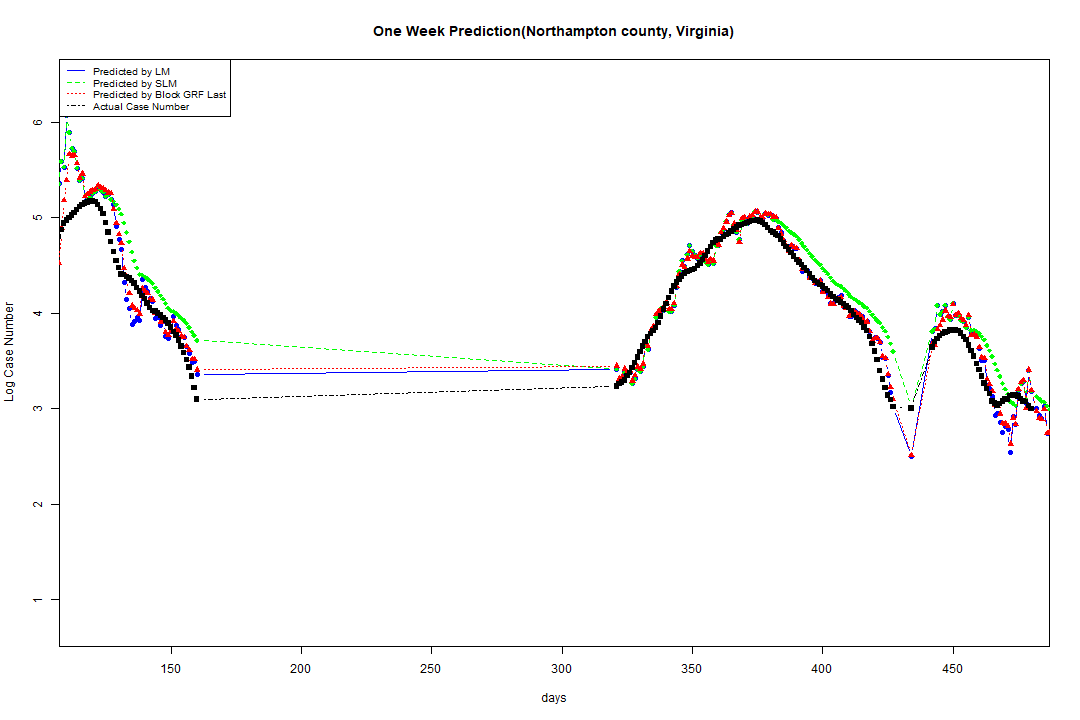 One Week Prediction(Northampton county, Virginia)
Predicted by LM
Predicted by SLM
Predicted by Block GRF Last
Actual Case Number
6
5
4
3
2
1
Log Case Number
150 200 250 300 350 400 450
days